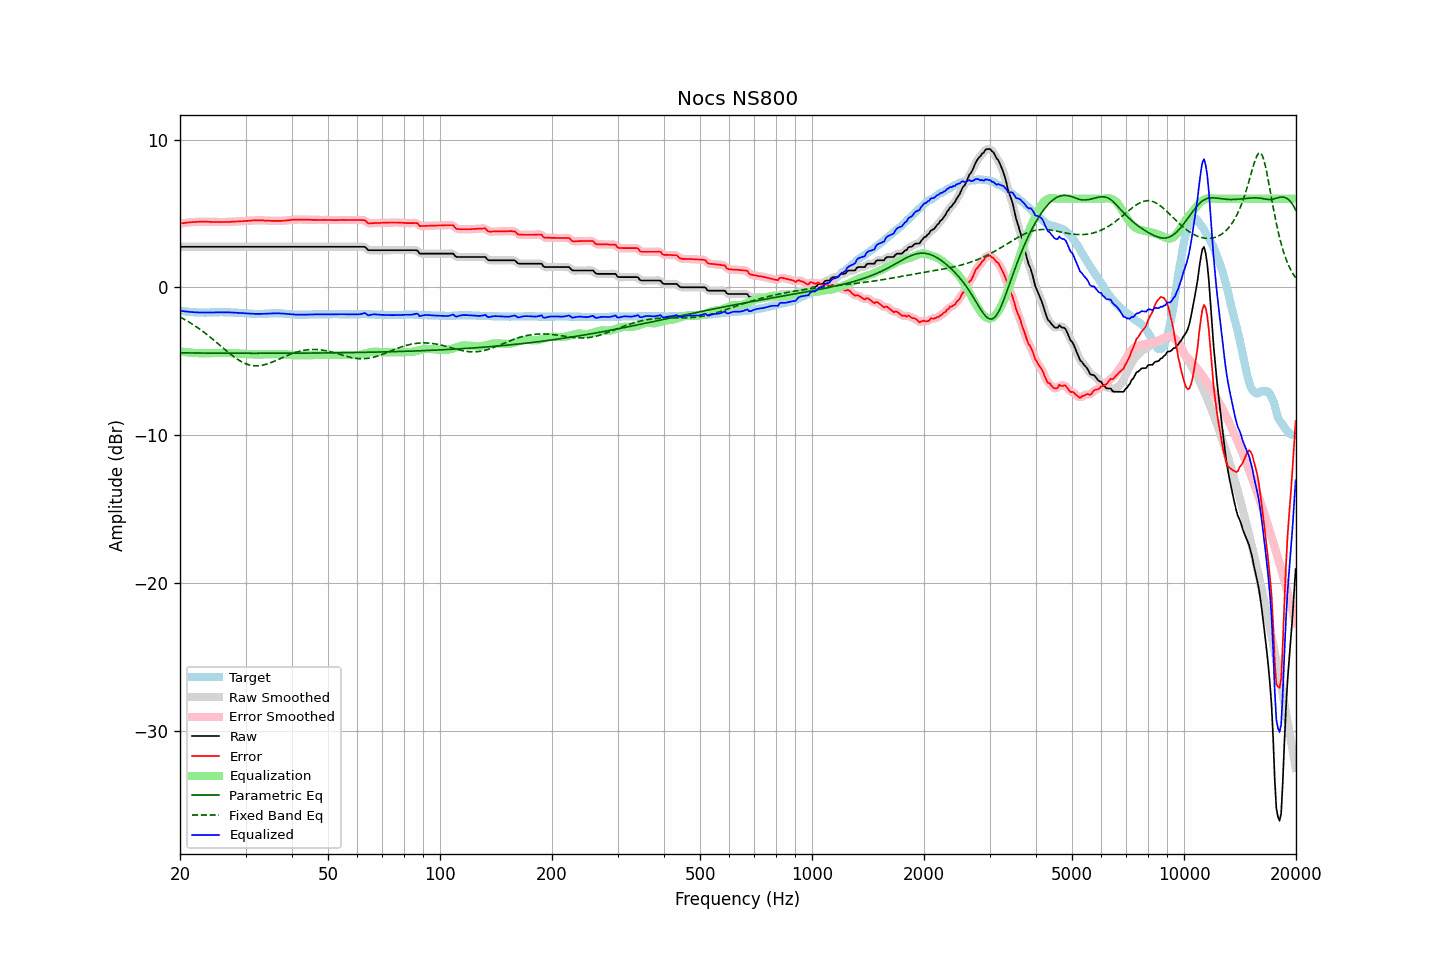 Nocs NS800
10
0
−10
−20
−30
Amplitude (dBr)
20
50
100
200
500
1000
2000
5000
10000
20000
Frequency (Hz)
Target
Raw Smoothed
Error Smoothed
Raw
Error
Equalization
Parametric Eq
Fixed Band Eq
Equalized